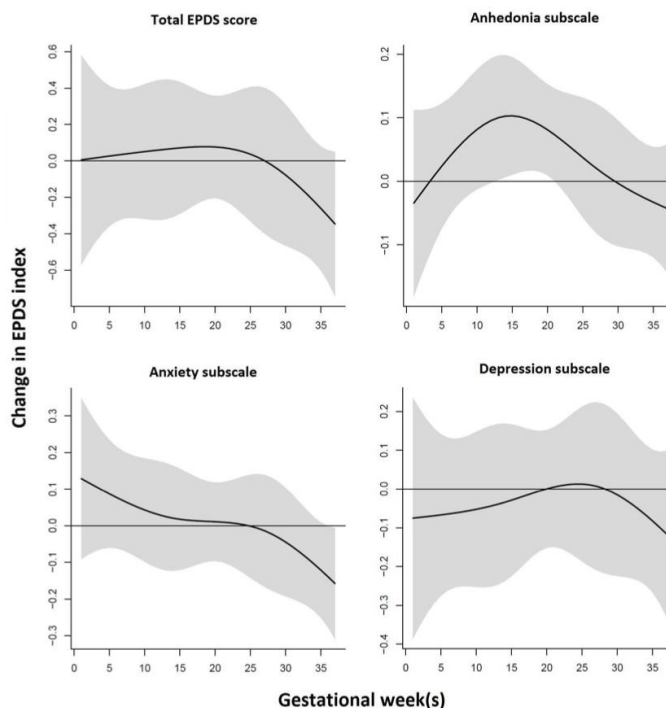 Total EPDS score
Anhedonia subscale
0.6
0.4
0.2
0.0
−0.2
−0.4
−0.6
0 5 10 15 20 25 30 35
0.2
0.1
0.0
−0.1
0 5 10 15 20 25 30 35
Change in EPDS index
Anxiety subscale
Depression subscale
0.3
0.2
0.1
0.0
−0.1
−0.2
−0.3
0 5 10 15 20 25 30 35
0.2
0.1
0.0
−0.1
−0.2
−0.3
−0.4
0 5 10 15 20 25 30 35
Gestational week(s)